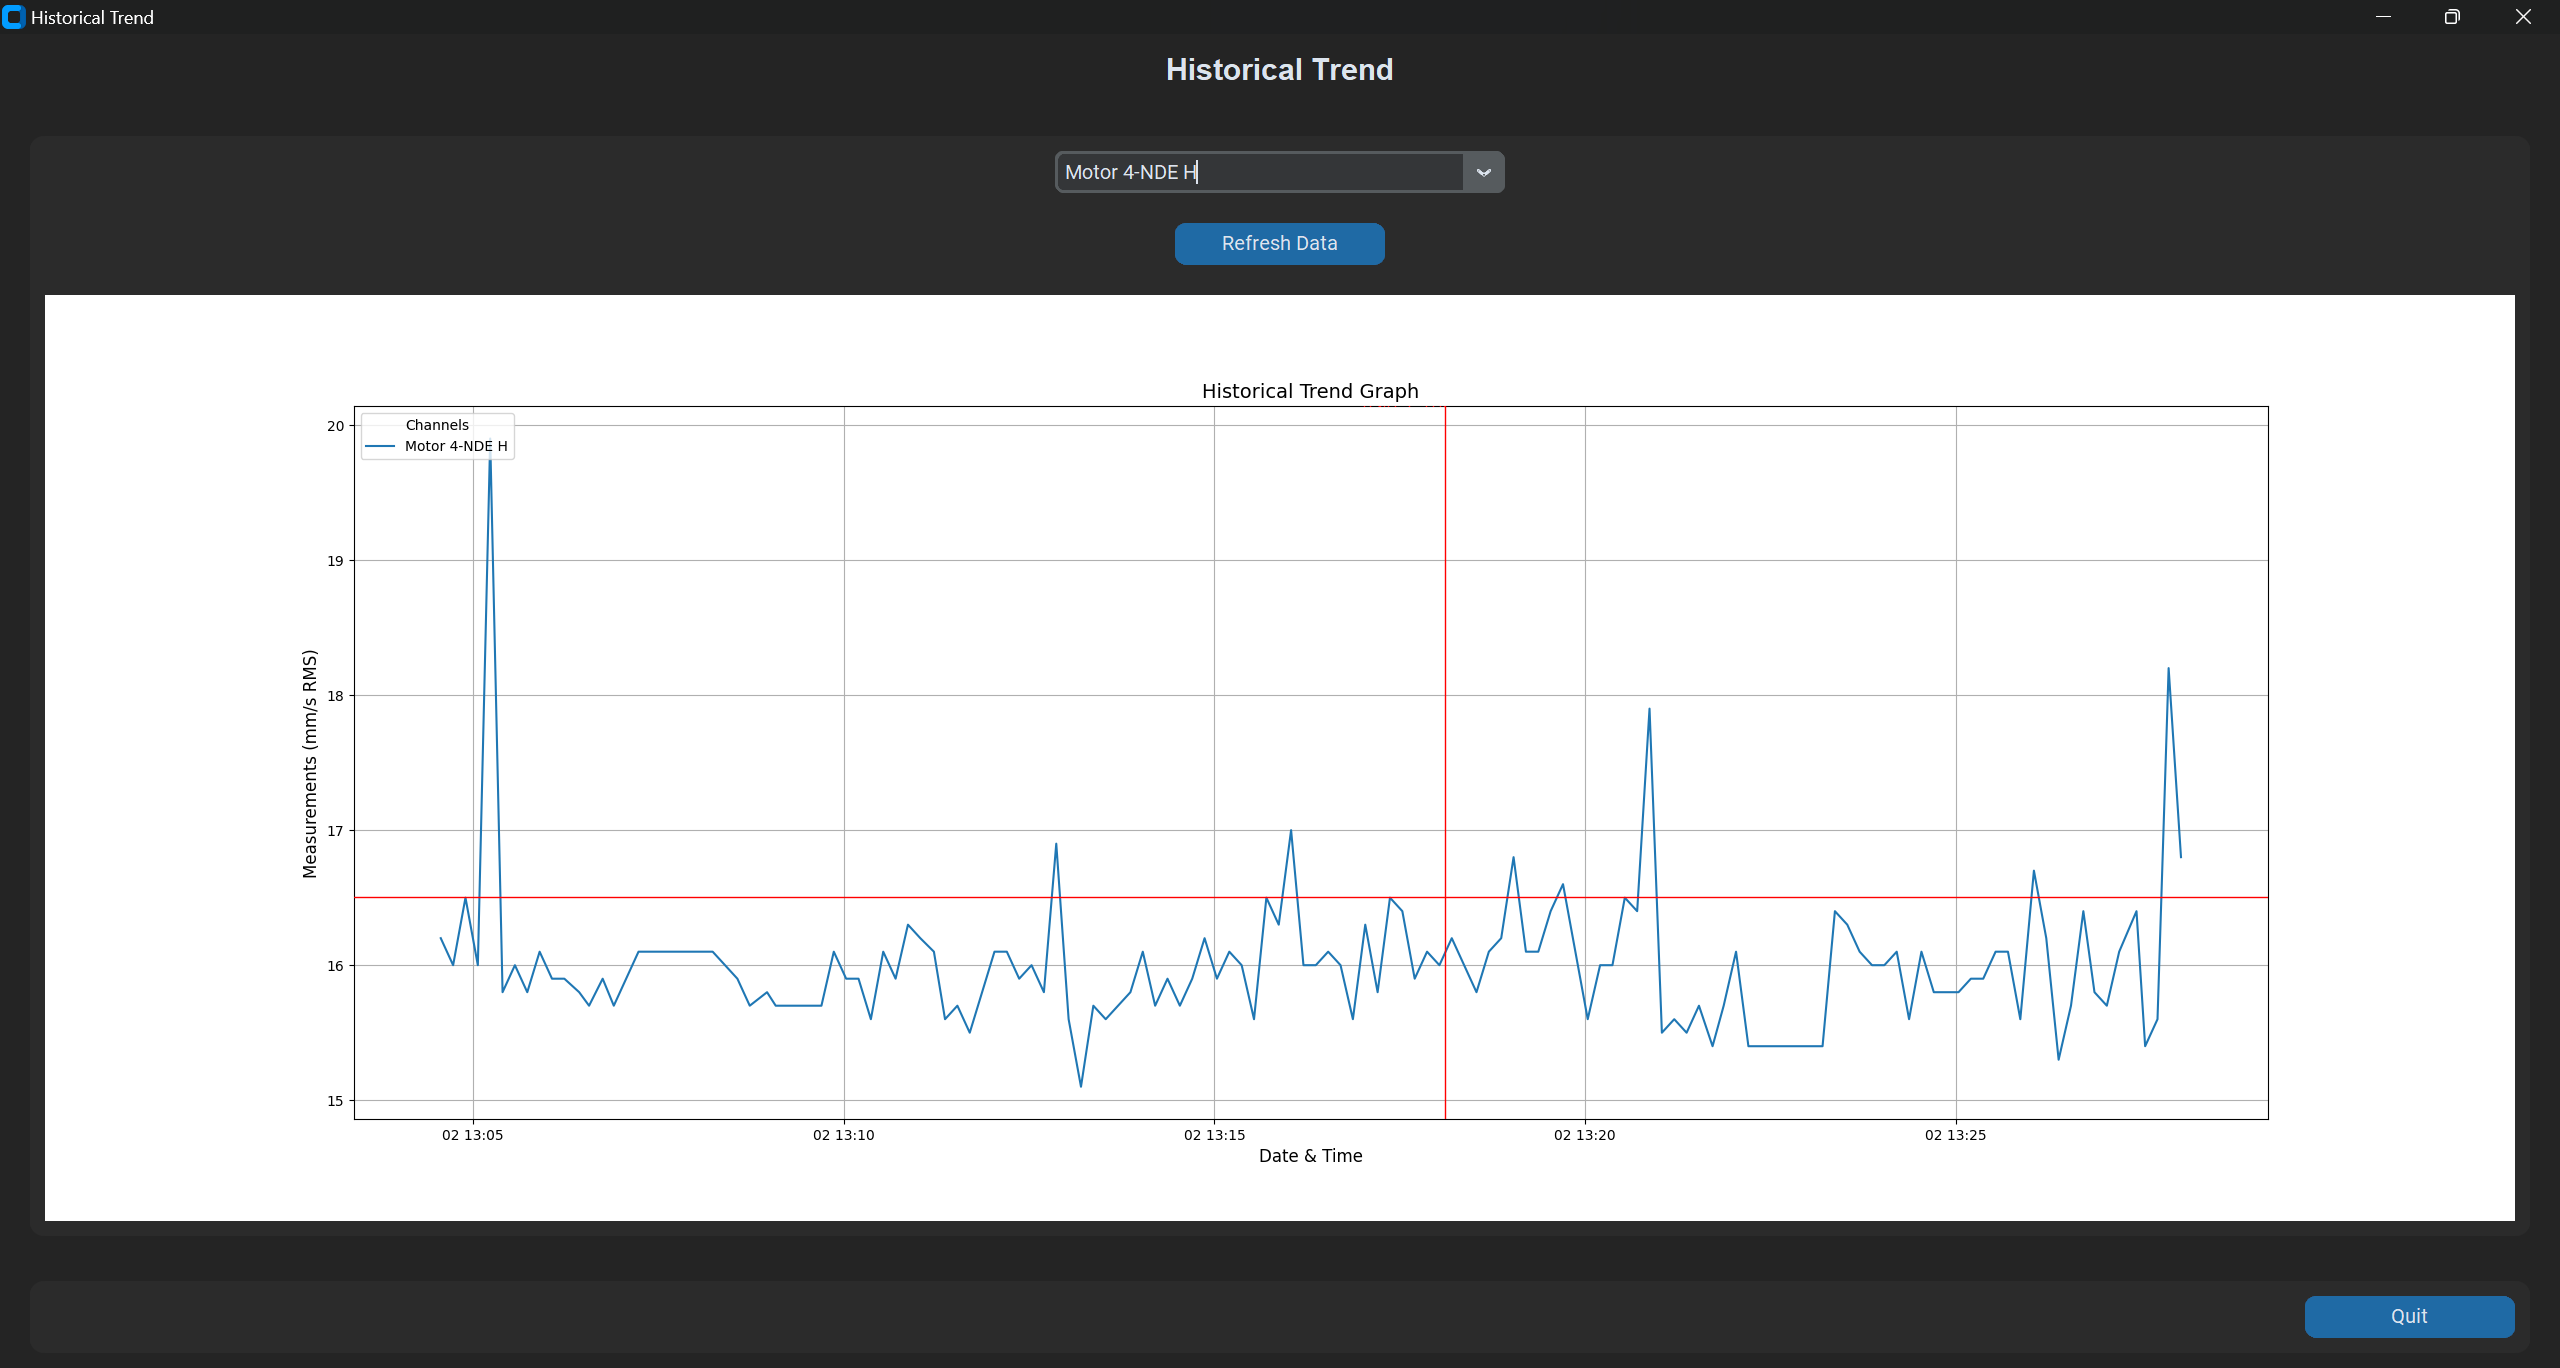 Historical Trend
Historical Trend
Motor 4-NDE H
Refresh Data
Historical Trend Graph
Channels
Motor 4-NDE H
20
19
18
17
16
15
Measurements (mm/s RMS)
02 13:05
02 13:10
02 13:15
02 13:20
02 13:25
Date & Time
Quit